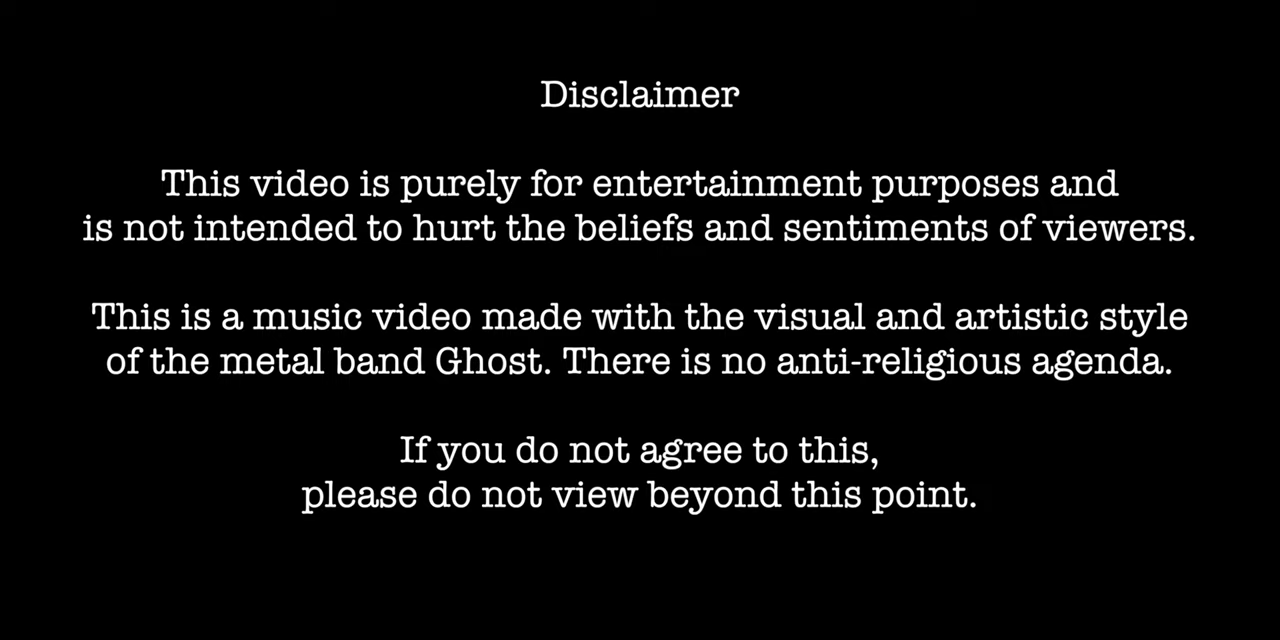 Disclaimer
This video is purely for entertainment purposes and
is not intended to hurt the beliefs and sentiments of viewers.
This is a music video made with the visual and artistic style
of the metal band Ghost. There is no anti-religious agenda.
If you do not agree to this,
please do not view beyond this point.